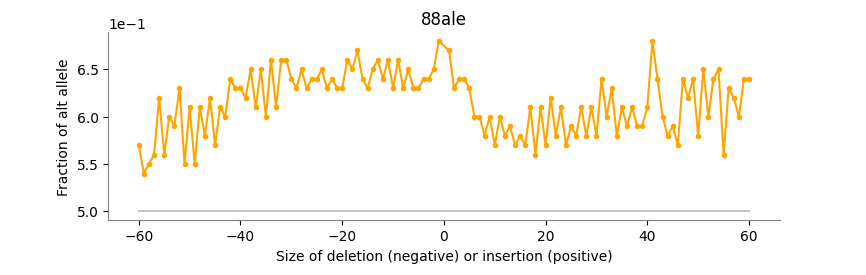 88ale
1e−1
6.5
6.0
5.5
5.0
Fraction of alt allele
−60 −40 −20 0 20 40 60
Size of deletion (negative) or insertion (positive)